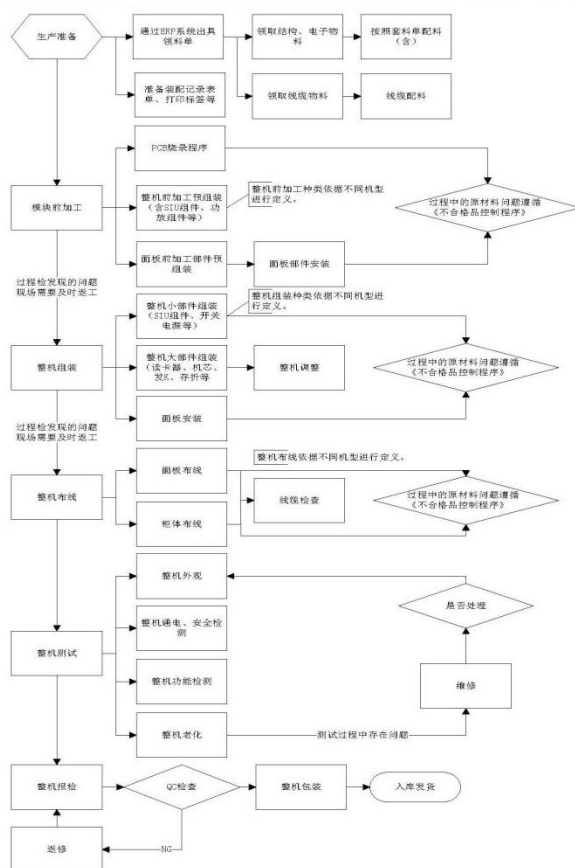 生产准备
通过ERP系统出具
领料单
领取结构、电子物
料
按照套料单配料
（含）
准备装配记录表
单、打印标签等
领取线缆物料
线缆配料
PCB烧录程序
模块前加工
整机前加工预组装
（含SIU组件、功
放组件等）
整机前加工种类依据不同机型
进行定义。
过程中的原材料问题遵循
《不合格品控制程序》
面板前加工部件预
组装
面板部件安装
过程检发现的问题
现场需要及时返工
整机小部件组装
（SIU组件、开关
电源等）
整机组装种类依据不同机型进
行定义。
整机组装
整机大部件组装
（读卡器、机芯、
发K、存折等
整机调整
过程中的原材料问题遵循
《不合格品控制程序》
面板安装
过程检发现的问题
现场需要及时返工
整机布线依据不同机型进行定义。
面板布线
整机布线
线缆检查
过程中的原材料问题遵循
《不合格品控制程序》
柜体布线
整机外观
是否处理
整机通电、安全检
测
整机测试
整机功能检测
维修
整机老化
测试过程中存在问题
整机报检
QC检查
整机包装
入库发货
返修
NG